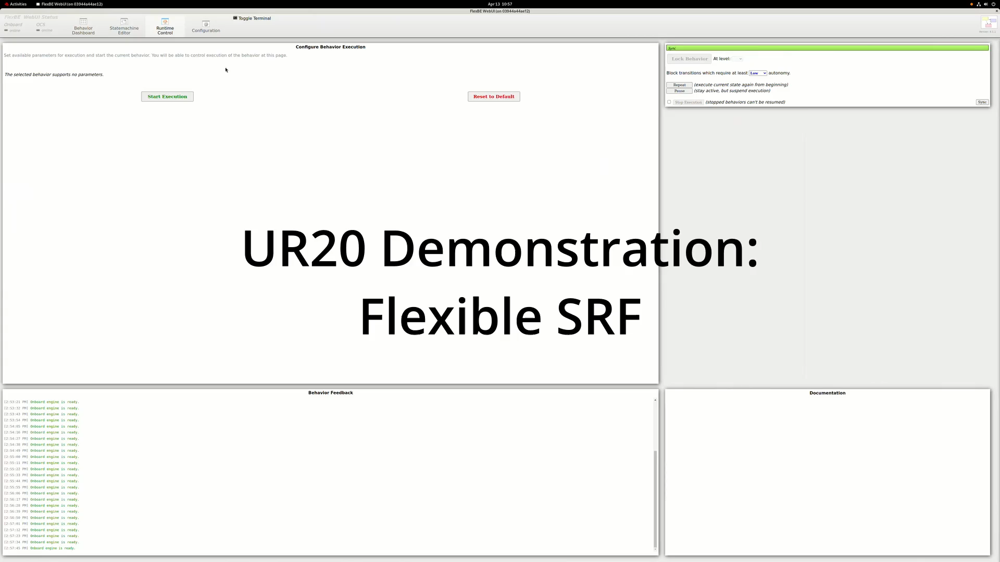 Activities
FlexBE WebUI (on 03944a44ae12)
Apr 13 10:57
FlexBE WebUI (on 03944a44ae12)
FlexBE WebUI Status
Onboard
OCS
online
online
Behavior
Dashboard
Statemachine
Editor
Runtime
Control
Configuration
Toggle Terminal
Version: 4.1.1
Configure Behavior Execution
Set available parameters for execution and start the current behavior. You will be able to control execution of the behavior at this page.
The selected behavior supports no parameters.
Start Execution
Reset to Default
Sync
Lock Behavior At level:
Block transitions which require at least Low autonomy.
Repeat (execute current state again from beginning)
Pause (stay active, but suspend execution)
Stop Execution (stopped behaviors can't be resumed)
Sync
UR20 Demonstration:
Flexible SRF
Behavior Feedback
[2:53:21 PM] Onboard engine is ready.
[2:53:32 PM] Onboard engine is ready.
[2:53:43 PM] Onboard engine is ready.
[2:53:54 PM] Onboard engine is ready.
[2:54:05 PM] Onboard engine is ready.
[2:54:16 PM] Onboard engine is ready.
[2:54:27 PM] Onboard engine is ready.
[2:54:38 PM] Onboard engine is ready.
[2:54:49 PM] Onboard engine is ready.
[2:55:00 PM] Onboard engine is ready.
[2:55:11 PM] Onboard engine is ready.
[2:55:22 PM] Onboard engine is ready.
[2:55:33 PM] Onboard engine is ready.
[2:55:44 PM] Onboard engine is ready.
[2:55:55 PM] Onboard engine is ready.
[2:56:06 PM] Onboard engine is ready.
[2:56:17 PM] Onboard engine is ready.
[2:56:28 PM] Onboard engine is ready.
[2:56:39 PM] Onboard engine is ready.
[2:56:50 PM] Onboard engine is ready.
[2:57:01 PM] Onboard engine is ready.
[2:57:12 PM] Onboard engine is ready.
[2:57:23 PM] Onboard engine is ready.
[2:57:34 PM] Onboard engine is ready.
[2:57:45 PM] Onboard engine is ready.
Documentation